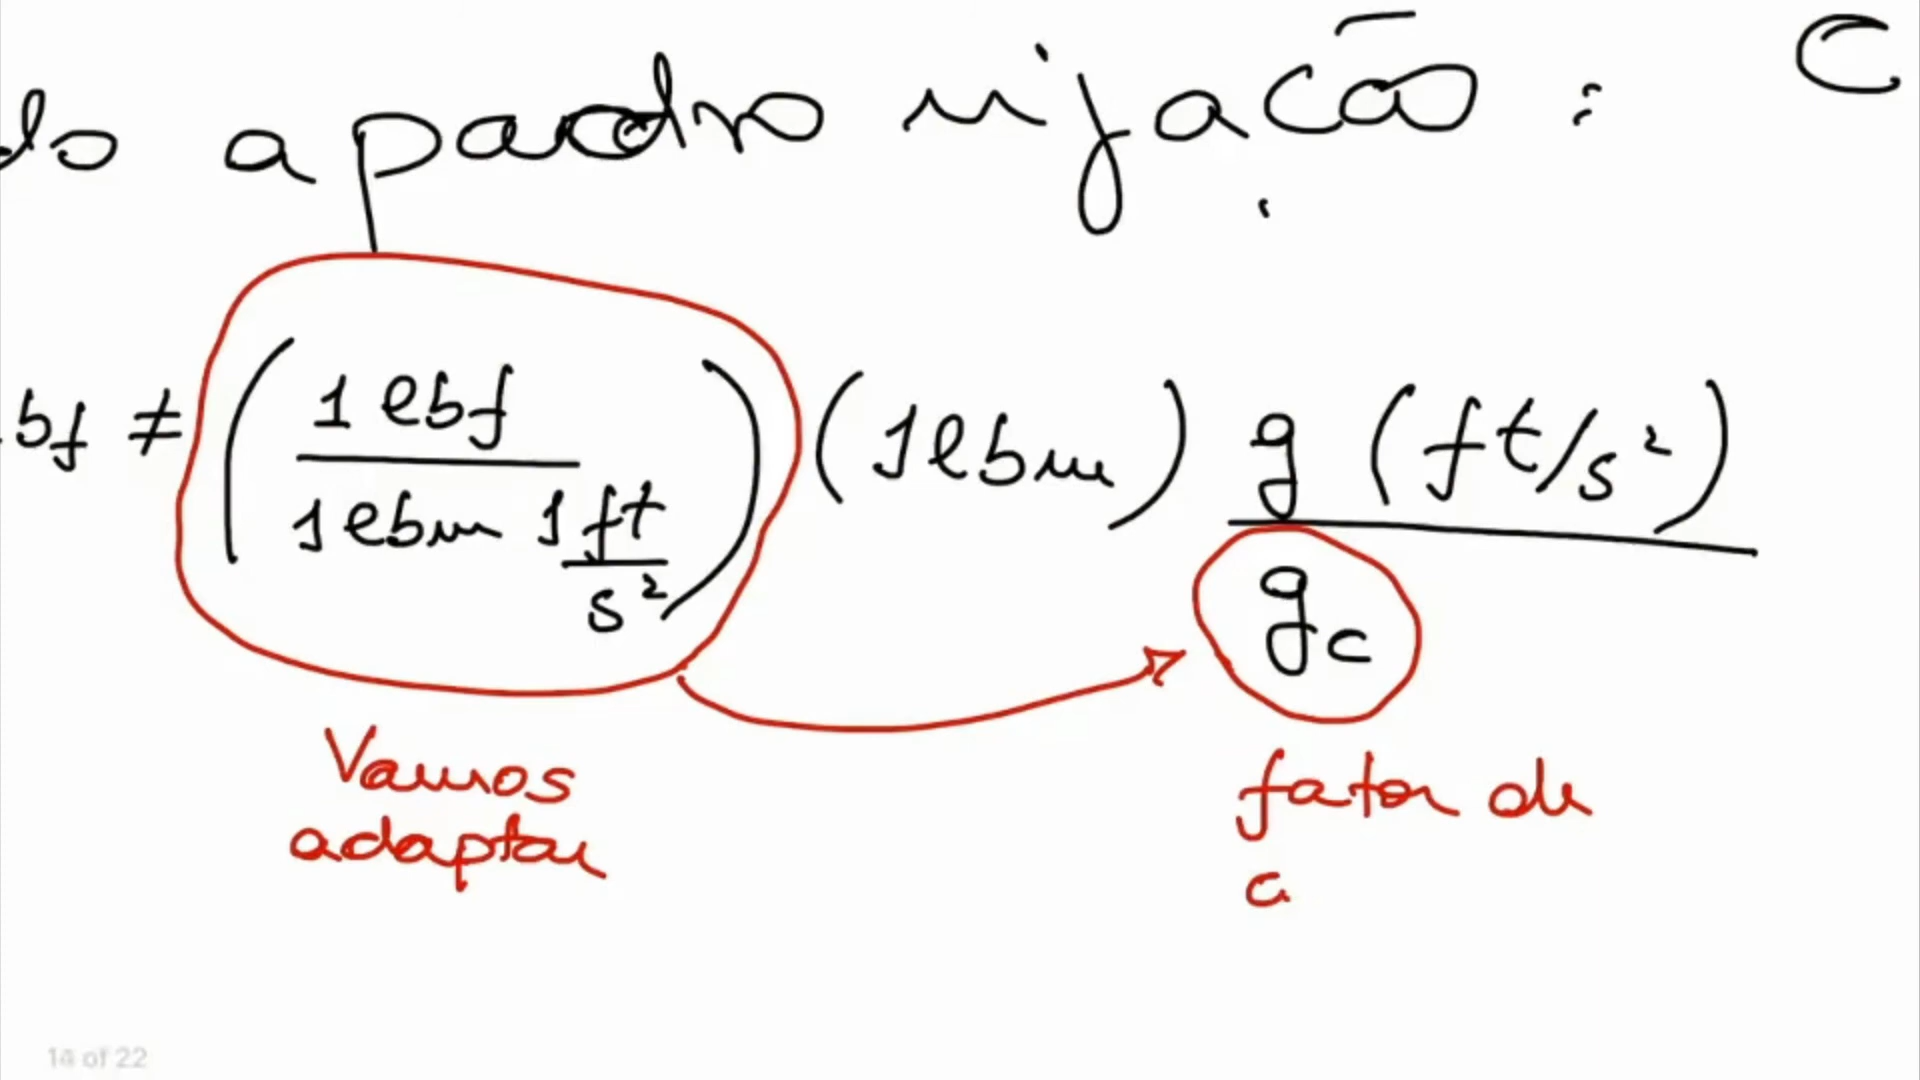 do a padronização : C
bf ≠ ( 1 lbf / 1 lbm 1 ft/s² ) ( 1 lbm ) g ( ft/s² ) / gc
Vamos
adaptar
fator de
a
14 of 22